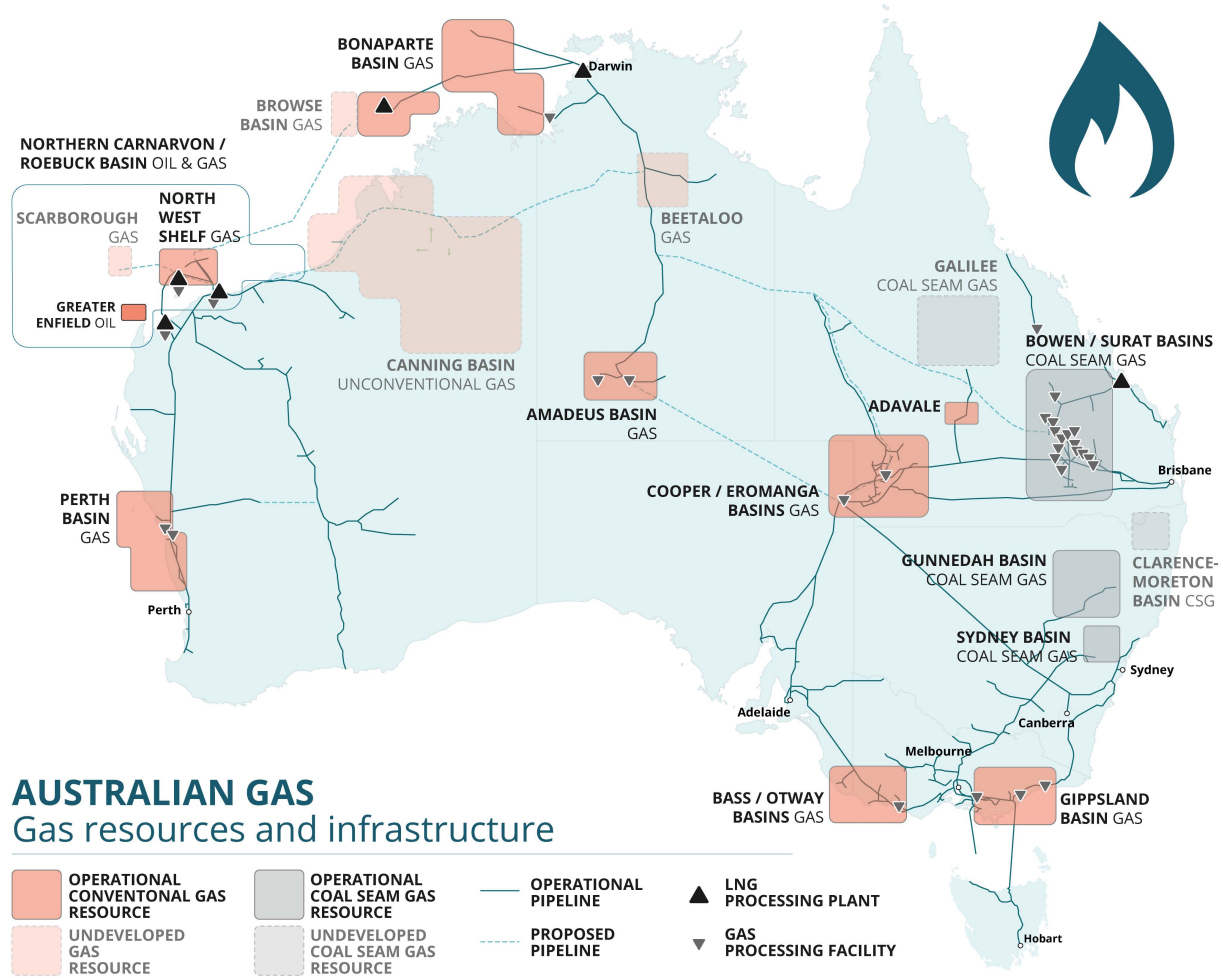 BONAPARTE
BASIN GAS
Darwin
BROWSE
BASIN GAS
NORTHERN CARNARVON /
ROEBUCK BASIN OIL & GAS
SCARBOROUGH
GAS
NORTH
WEST
SHELF GAS
GREATER
ENFIELD OIL
BEETALOO
GAS
GALILEE
COAL SEAM GAS
CANNING BASIN
UNCONVENTIONAL GAS
BOWEN / SURAT BASINS
COAL SEAM GAS
AMADEUS BASIN
GAS
ADAVALE
Brisbane
COOPER / EROMANGA
BASINS GAS
PERTH
BASIN
GAS
Perth
GUNNEDAH BASIN
COAL SEAM GAS
CLARENCE-
MORETON
BASIN CSG
SYDNEY BASIN
COAL SEAM GAS
Sydney
Adelaide
Canberra
Melbourne
BASS / OTWAY
BASINS GAS
GIPPSLAND
BASIN GAS
Hobart
AUSTRALIAN GAS
Gas resources and infrastructure
OPERATIONAL
CONVENTONAL GAS
RESOURCE
UNDEVELOPED
GAS
RESOURCE
OPERATIONAL
COAL SEAM GAS
RESOURCE
UNDEVELOPED
COAL SEAM GAS
RESOURCE
OPERATIONAL
PIPELINE
PROPOSED
PIPELINE
LNG
PROCESSING PLANT
GAS
PROCESSING FACILITY